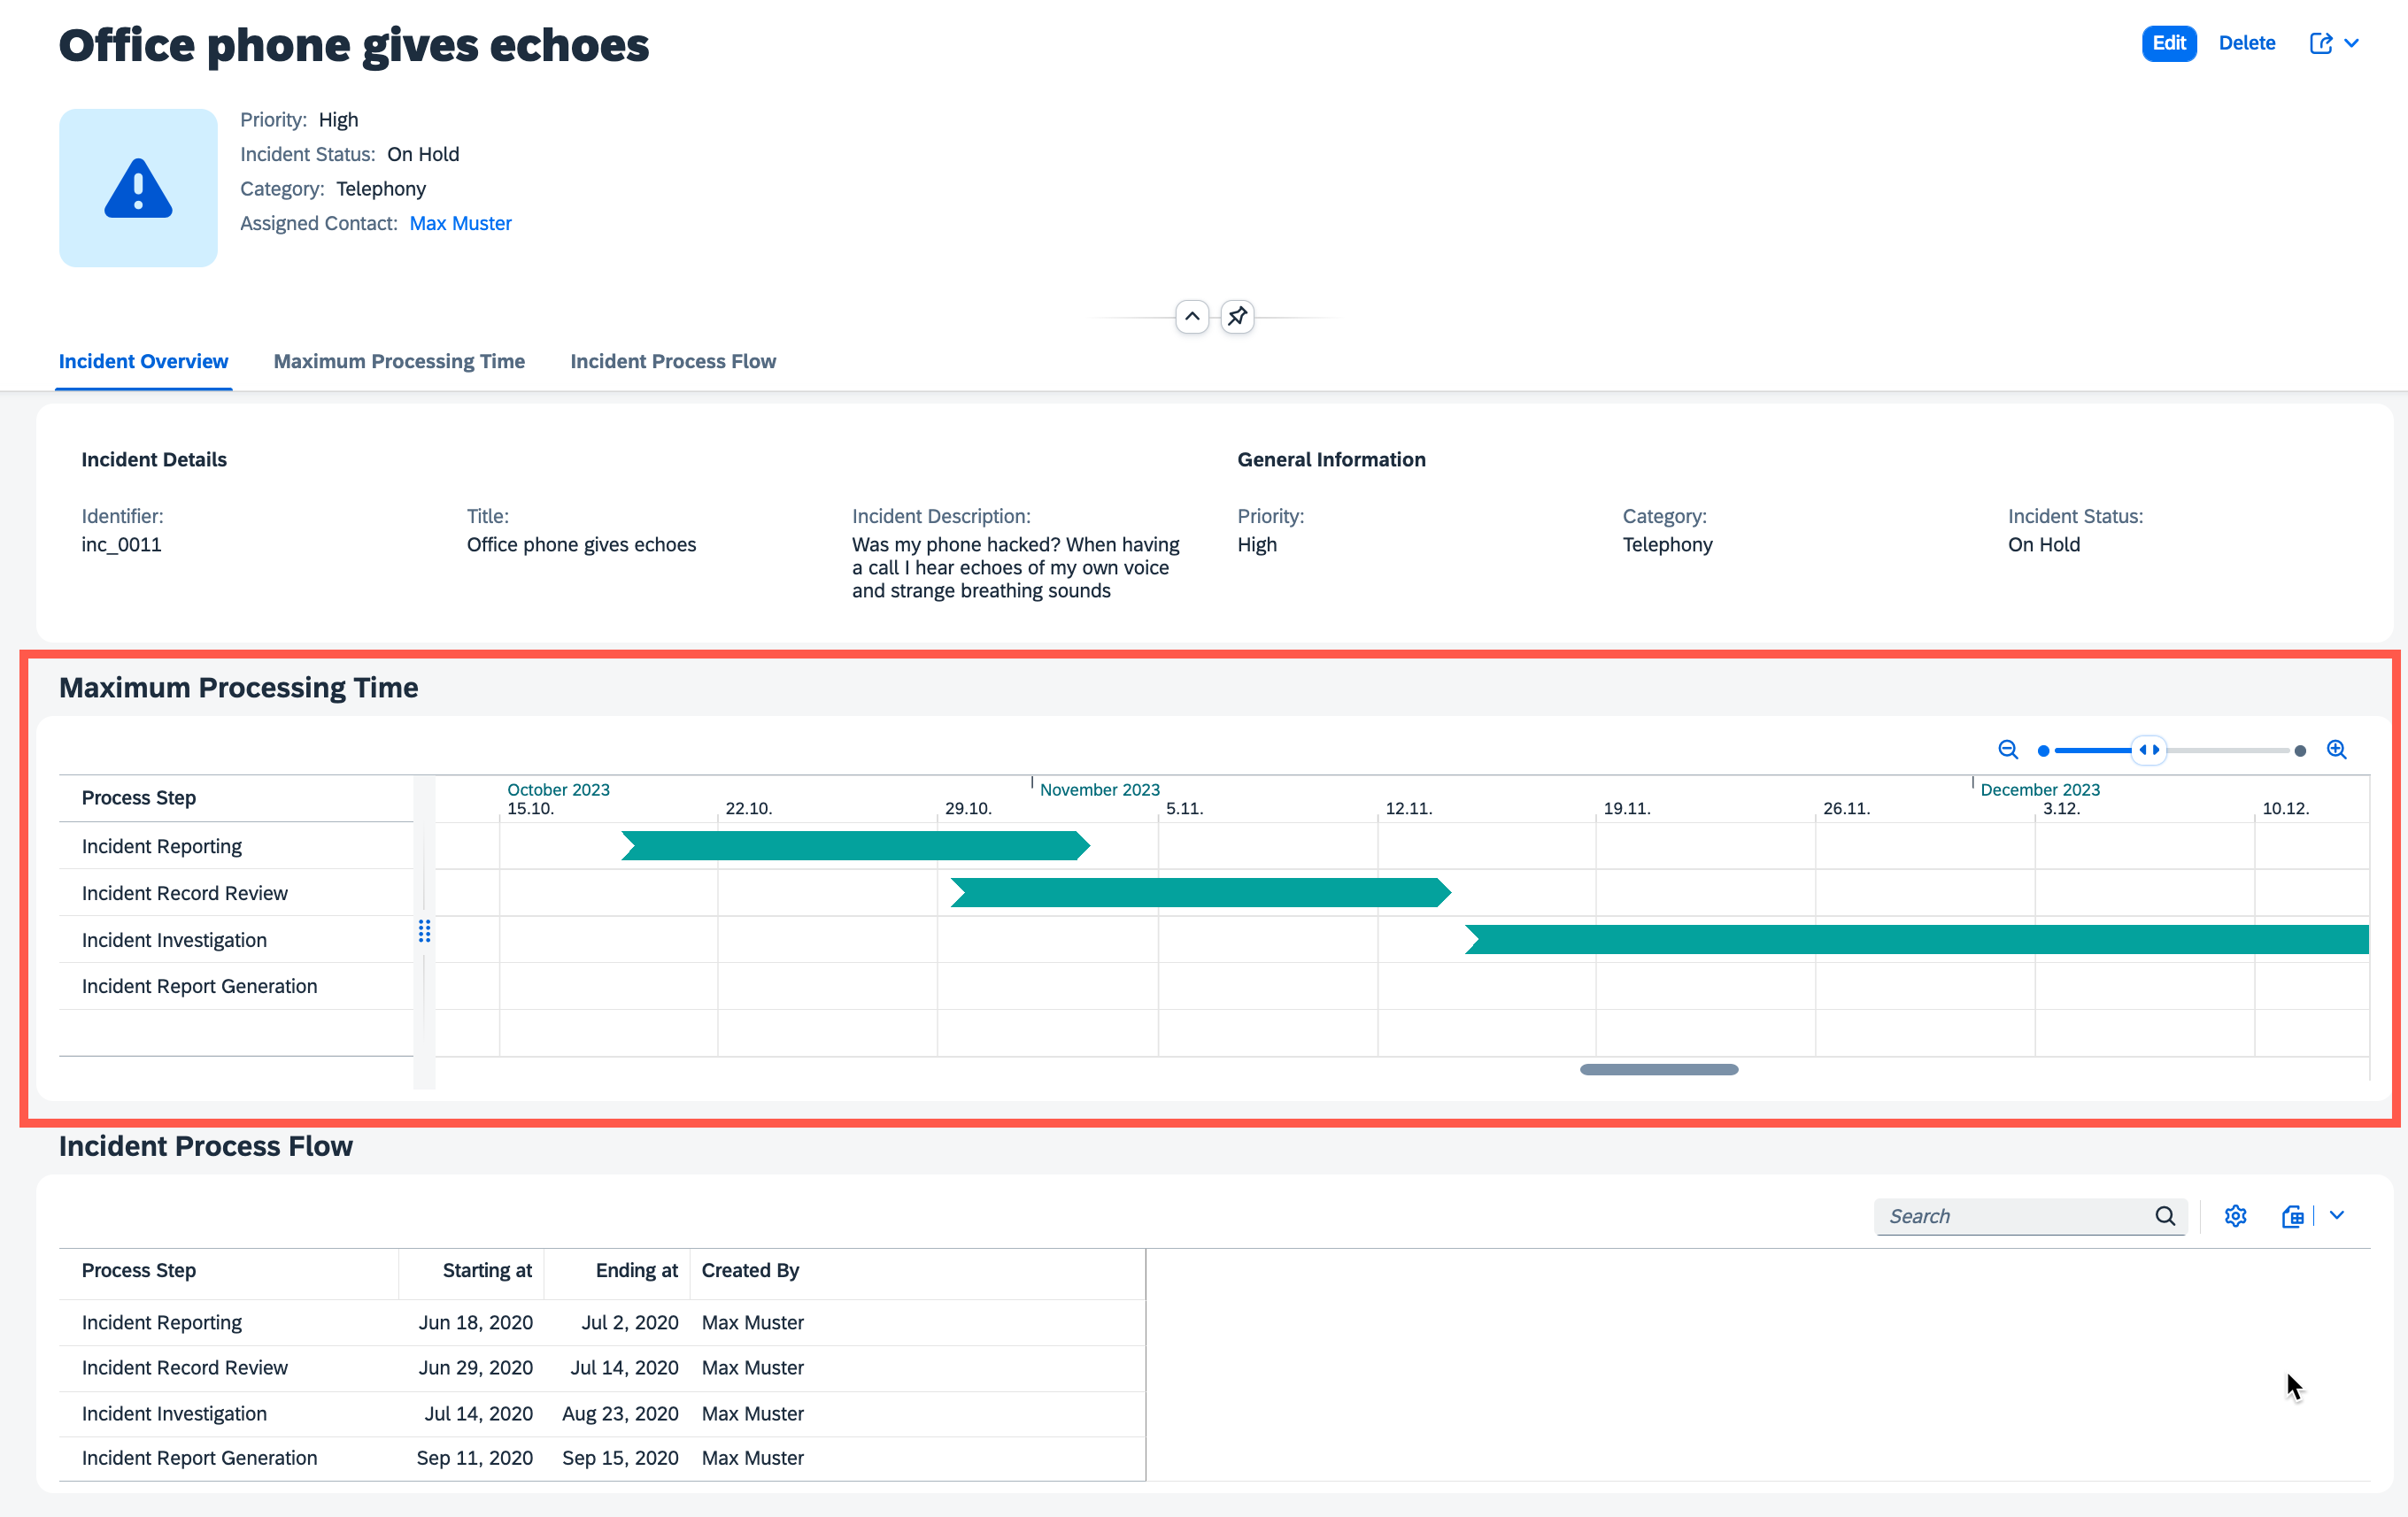 Office phone gives echoes
Edit Delete
Priority: High
Incident Status: On Hold
Category: Telephony
Assigned Contact: Max Muster
Incident Overview Maximum Processing Time Incident Process Flow
Incident Details General Information
Identifier: Title: Incident Description: Priority: Category: Incident Status:
inc_0011 Office phone gives echoes Was my phone hacked? When having High Telephony On Hold
a call I hear echoes of my own voice
and strange breathing sounds
Maximum Processing Time
October 2023 November 2023 December 2023
Process Step 15.10. 22.10. 29.10. 5.11. 12.11. 19.11. 26.11. 3.12. 10.12.
Incident Reporting
Incident Record Review
Incident Investigation
Incident Report Generation
Incident Process Flow
Search
Process Step Starting at Ending at Created By
Incident Reporting Jun 18, 2020 Jul 2, 2020 Max Muster
Incident Record Review Jun 29, 2020 Jul 14, 2020 Max Muster
Incident Investigation Jul 14, 2020 Aug 23, 2020 Max Muster
Incident Report Generation Sep 11, 2020 Sep 15, 2020 Max Muster